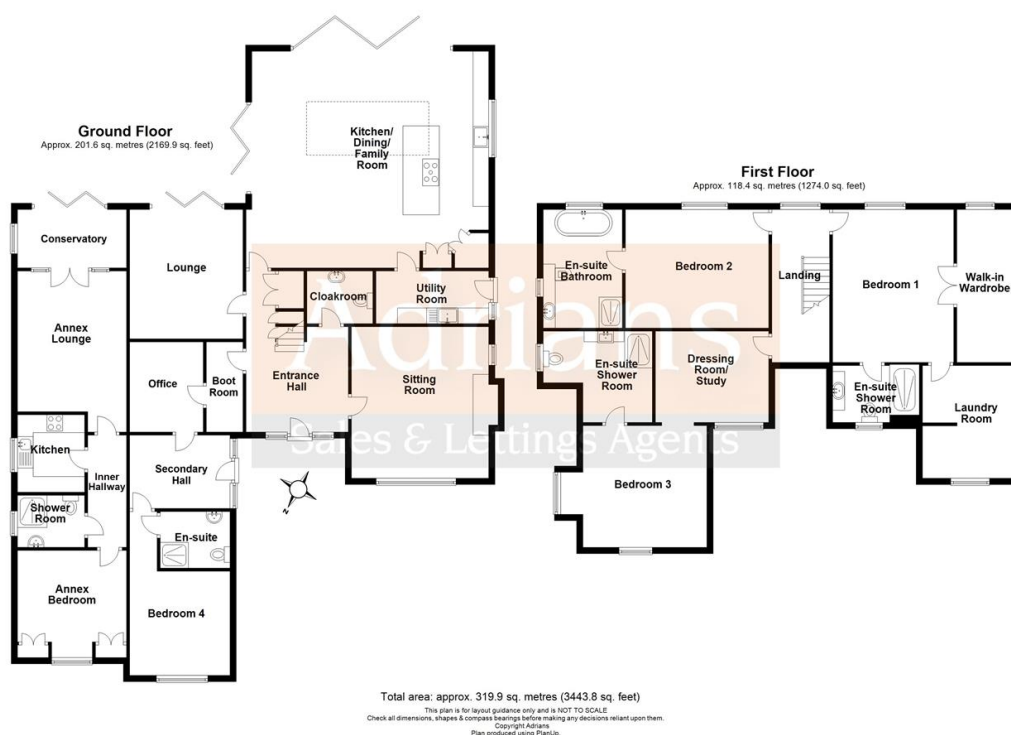 Ground Floor
Approx. 201.6 sq. metres (2169.9 sq. feet)
Kitchen/
Dining/
Family
Room
Conservatory
Lounge
Annex
Lounge
Cloakroom
Utility
Room
Office
Boot
Room
Entrance
Hall
Sitting
Room
Kitchen
Inner
Hallway
Secondary
Hall
Shower
Room
En-suite
Annex
Bedroom
Bedroom 4
N
First Floor
Approx. 118.4 sq. metres (1274.0 sq. feet)
En-suite
Bathroom
Bedroom 2
Landing
Bedroom 1
Walk-in
Wardrobe
En-suite
Shower
Room
Dressing
Room/
Study
En-suite
Shower
Room
Laundry
Room
Bedroom 3
Adrians
Sales & Lettings Agents
Total area: approx. 319.9 sq. metres (3443.8 sq. feet)
This plan is for layout guidance only and is NOT TO SCALE
Check all dimensions, shapes & compass bearings before making any decisions reliant upon them.
Copyright Adrians
Plan produced using PlanUp.